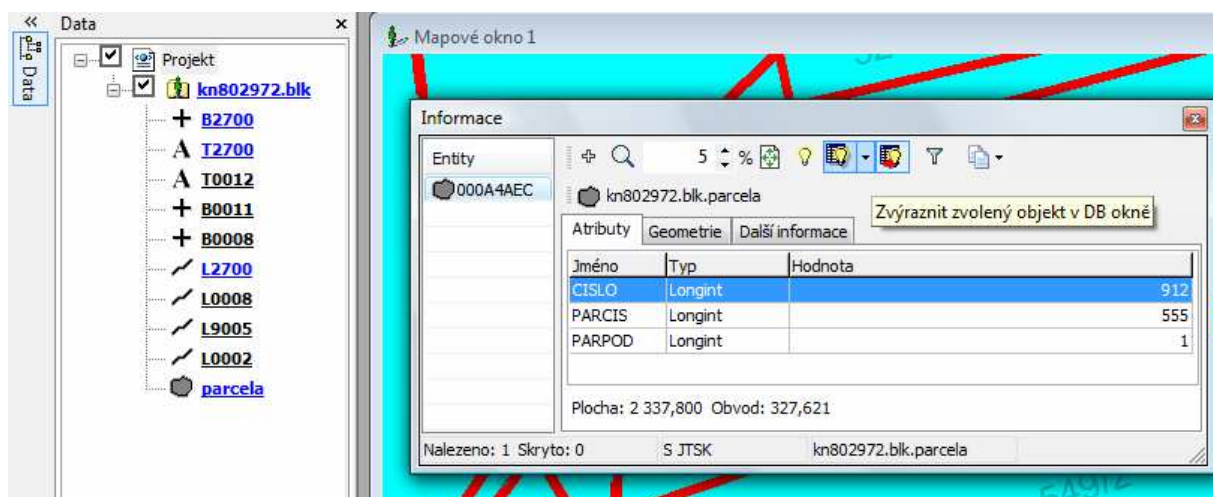 « Data ×
Data
Projekt
kn802972.blk
B2700
T2700
T0012
B0011
B0008
L2700
L0008
L9005
L0002
parcela
Mapové okno 1
Informace
Entity
000A4AEC
5 %
kn802972.blk.parcela
Zvýraznit zvolený objekt v DB okně
Atributy Geometrie Další informace
Jméno Typ Hodnota
CISLO Longint 912
PARCIS Longint 555
PARPOD Longint 1
Plocha: 2 337,800 Obvod: 327,621
Nalezeno: 1 Skryto: 0 S JTSK kn802972.blk.parcela
549/2